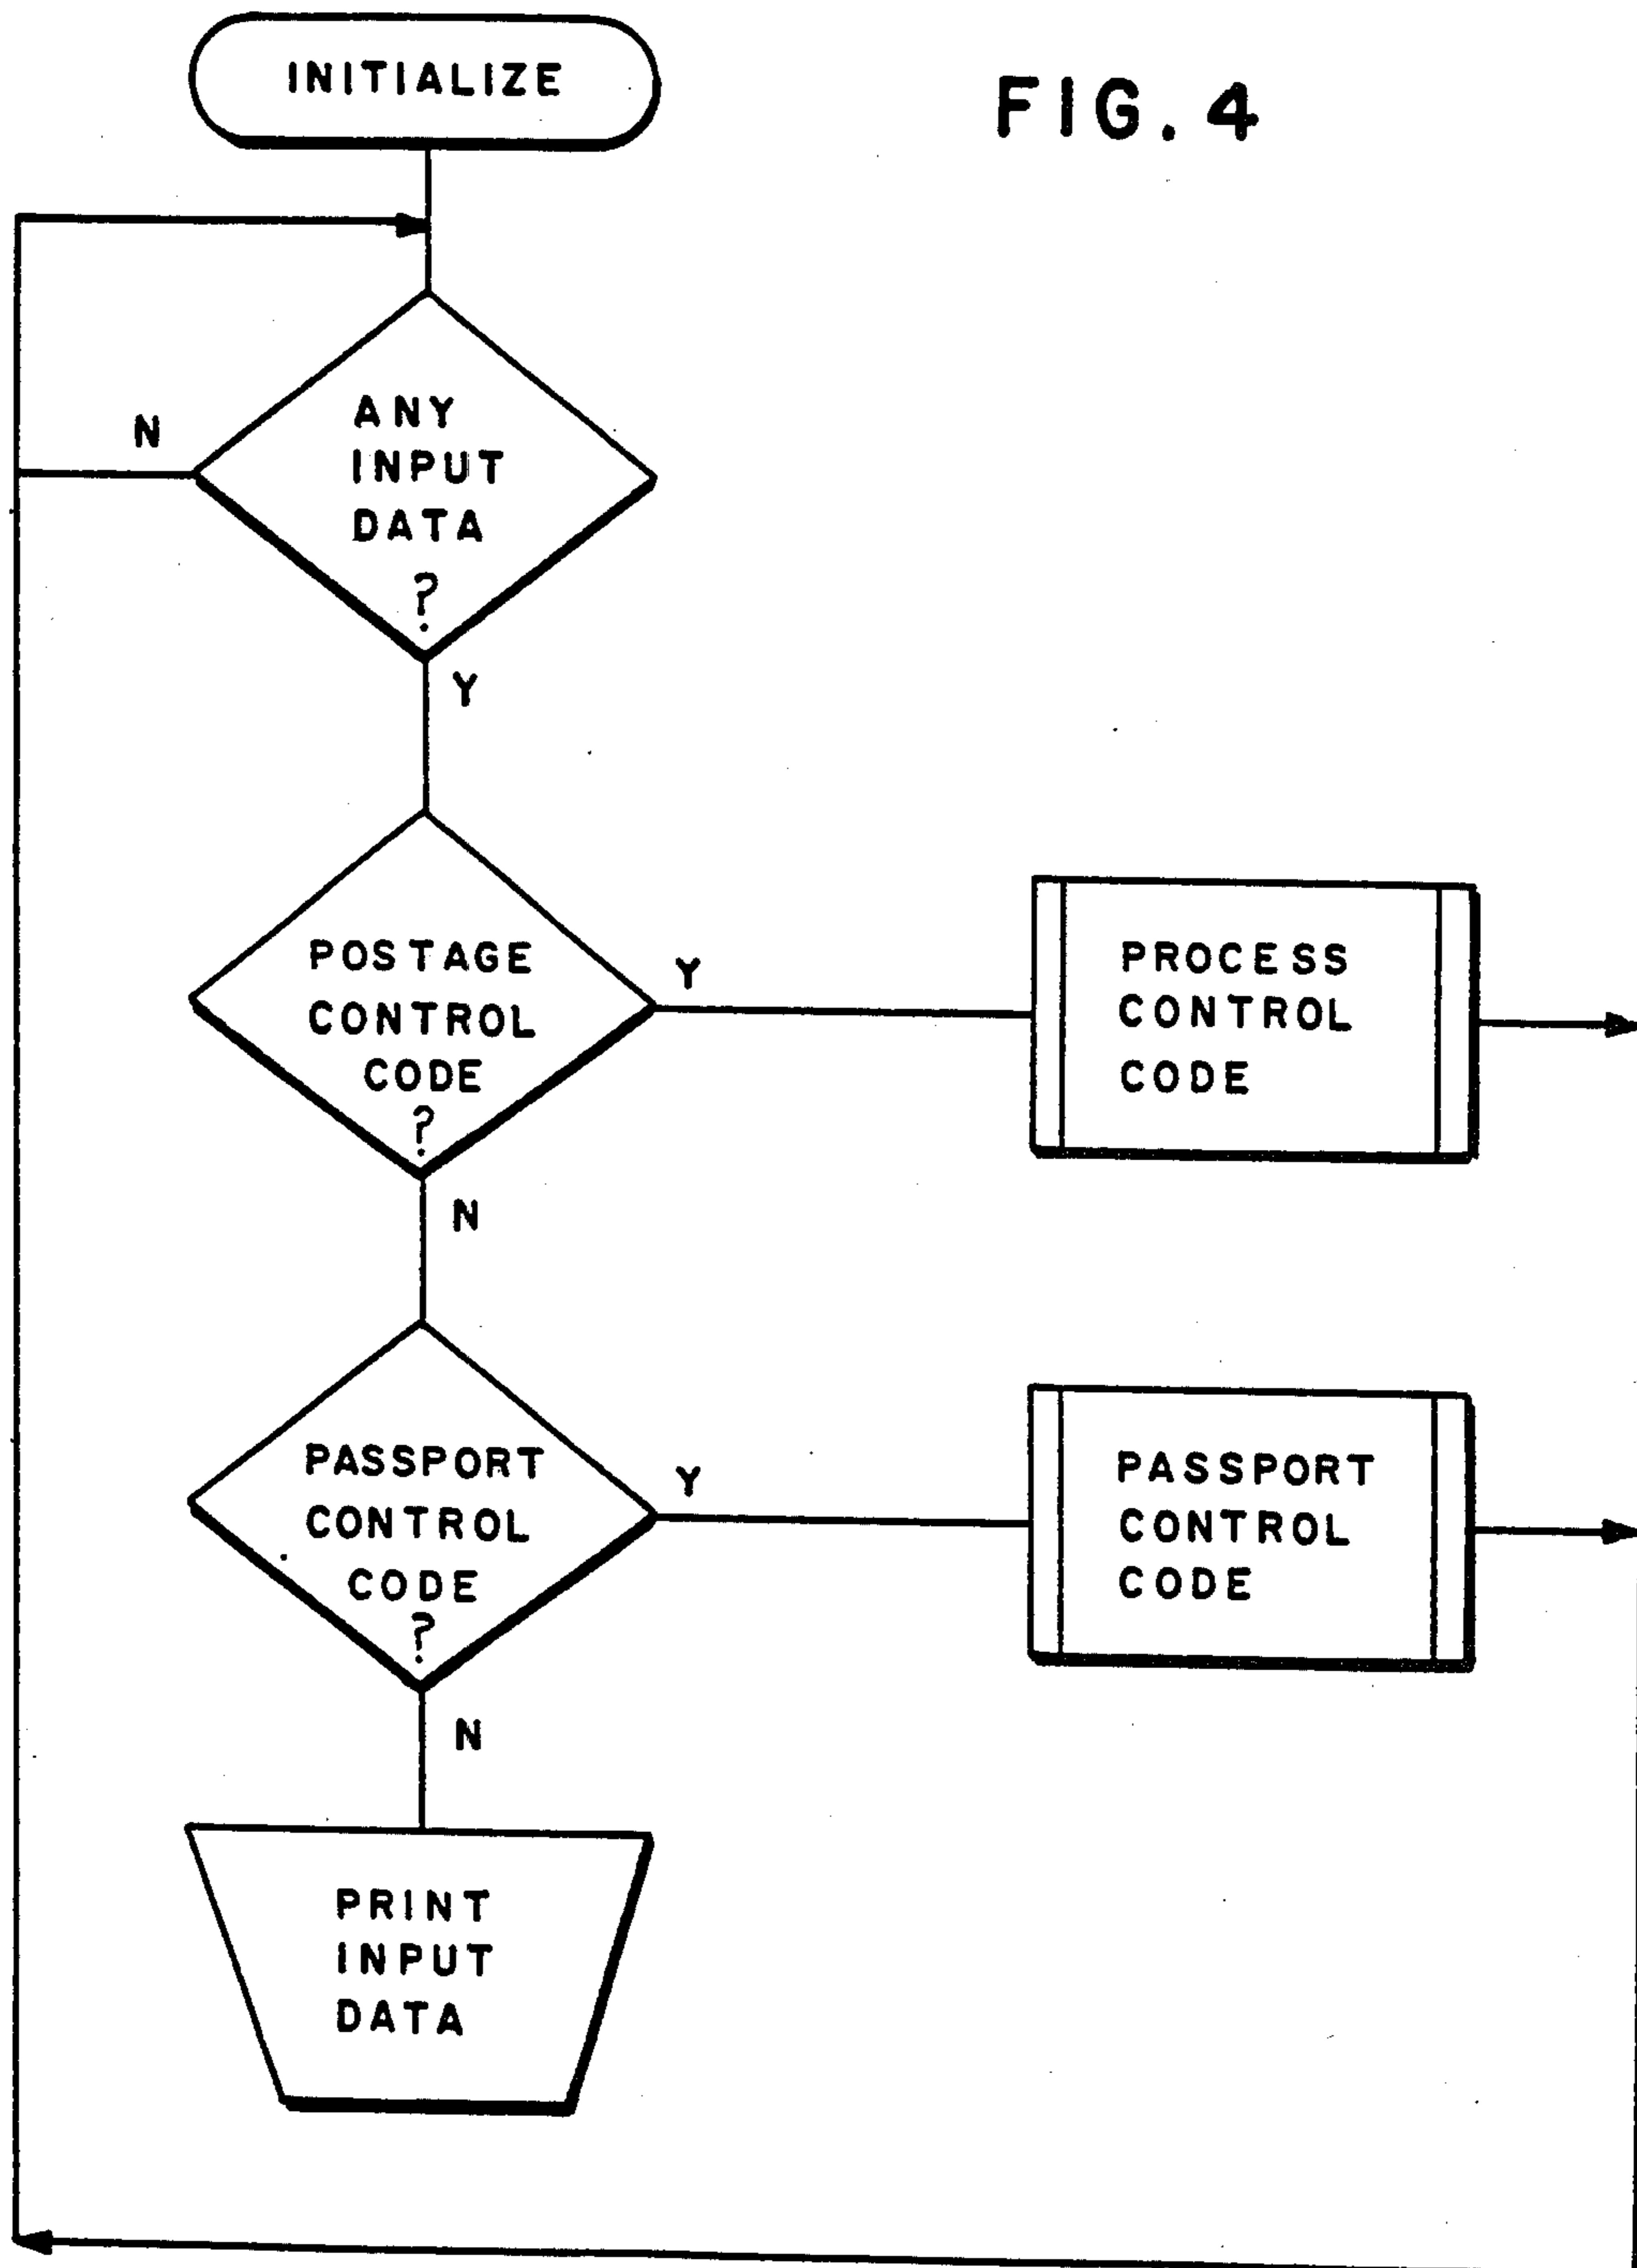 INITIALIZE
FIG. 4
ANY
INPUT
DATA
?
N
Y
POSTAGE
CONTROL
CODE
?
Y
PROCESS
CONTROL
CODE
N
PASSPORT
CONTROL
CODE
?
Y
PASSPORT
CONTROL
CODE
N
PRINT
INPUT
DATA